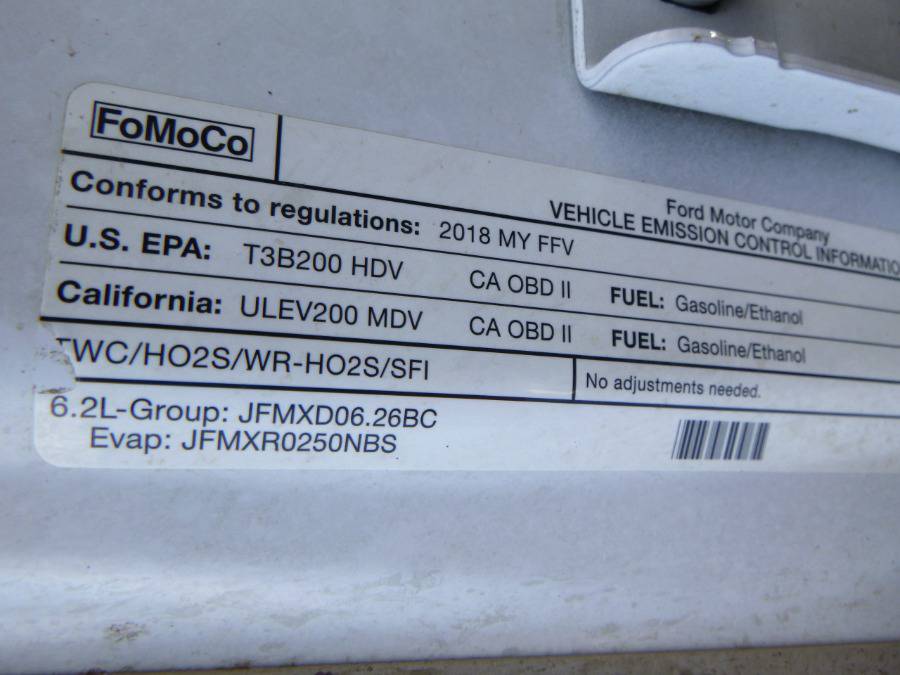 FoMoCo
Ford Motor Company
VEHICLE EMISSION CONTROL INFORMATIO
Conforms to regulations: 2018 MY FFV
U.S. EPA: T3B200 HDV CA OBD II FUEL: Gasoline/Ethanol
California: ULEV200 MDV CA OBD II FUEL: Gasoline/Ethanol
TWC/HO2S/WR-HO2S/SFI No adjustments needed.
6.2L-Group: JFMXD06.26BC
Evap: JFMXR0250NBS